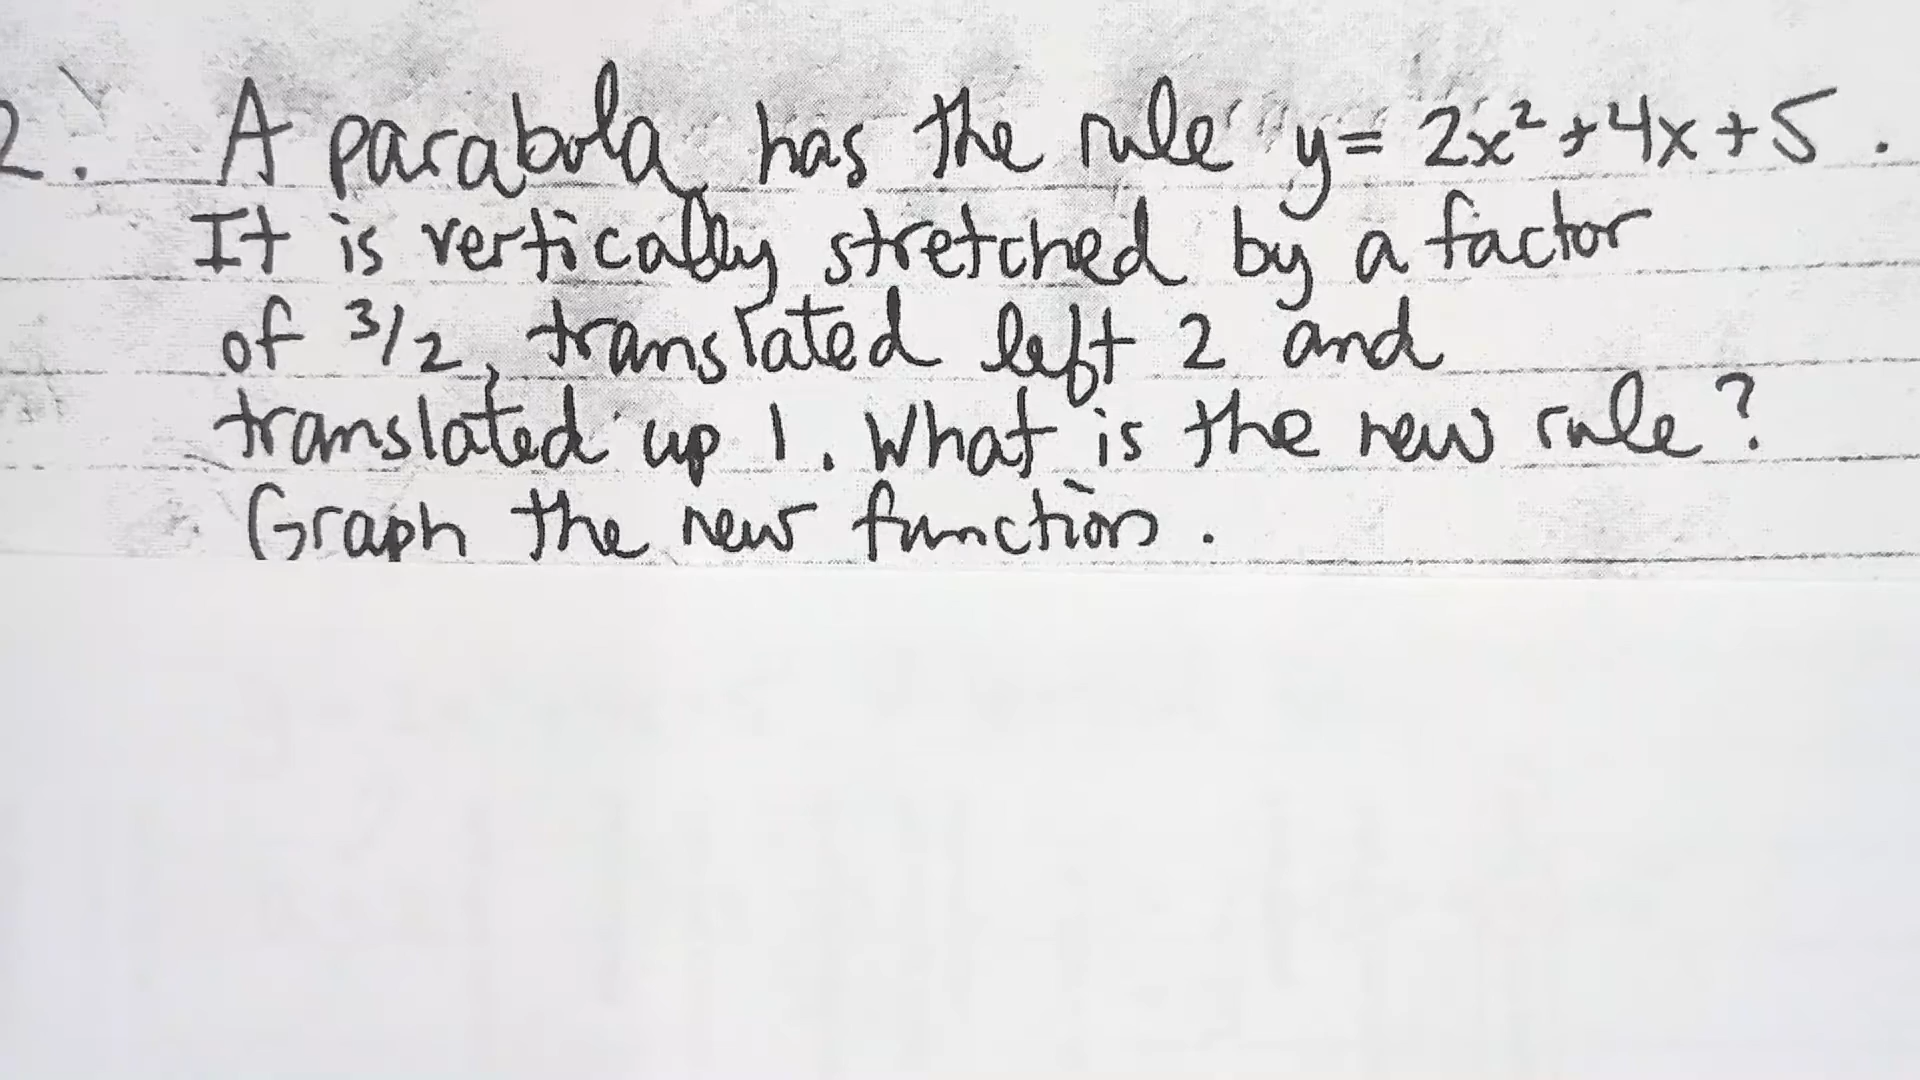 2. A parabola has the rule y = 2x² + 4x + 5.
It is vertically stretched by a factor
of 3/2, translated left 2 and
translated up 1. What is the new rule?
Graph the new function.